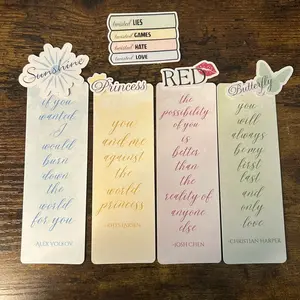 twisted LIES
twisted GAMES
twisted HATE
twisted LOVE
Sunshine
if you
wanted, I
would
burn
down
the
world
for you
-ALEX VOLKOV
Princess
you
and me
against
the
world
princess
-RHYS LARSEN
RED
the
possibility
of you
is
better
than
the
reality of
anyone
else
-JOSH CHEN
Butterfly
you
will
always
be my
first
last
and
only
love
-CHRISTIAN HARPER